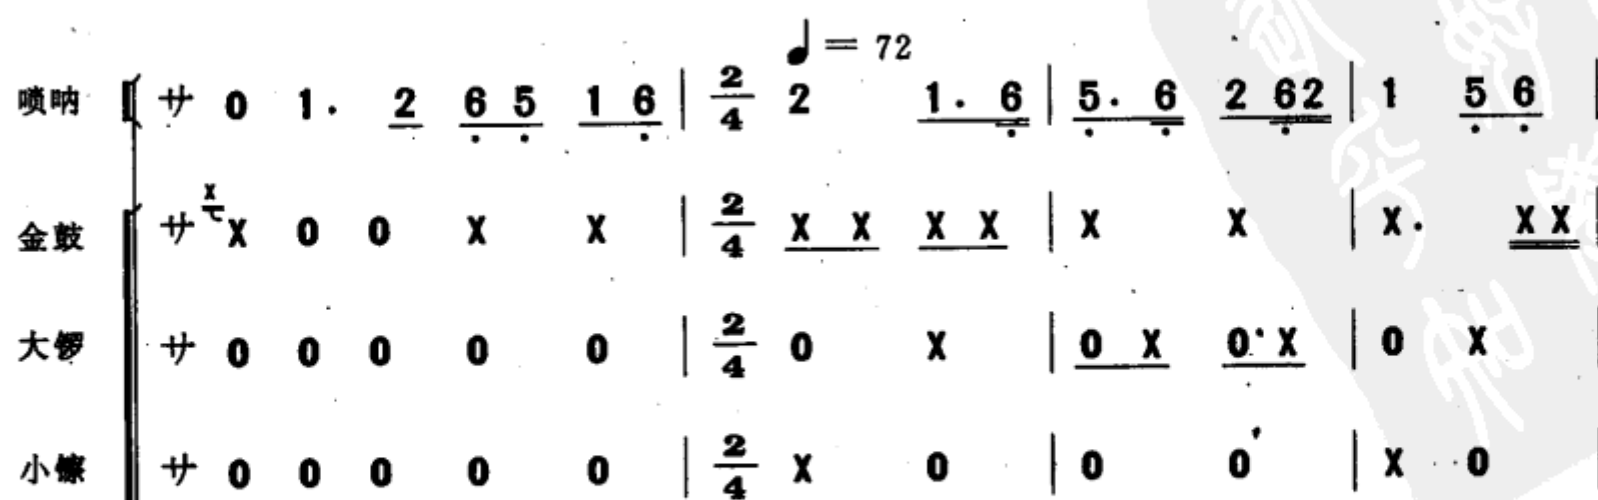 ♩= 72
唢呐 サ 0 1. 2 6 5 1 6 | 2/4 2 1. 6 | 5. 6 2 62 | 1 5 6 |
金鼓 サ X X 0 0 X X | 2/4 X X X X | X X | X. X X |
大锣 サ 0 0 0 0 0 | 2/4 0 X | 0 X 0 X | 0 X |
小镲 サ 0 0 0 0 0 | 2/4 X 0 | 0 0 | X 0